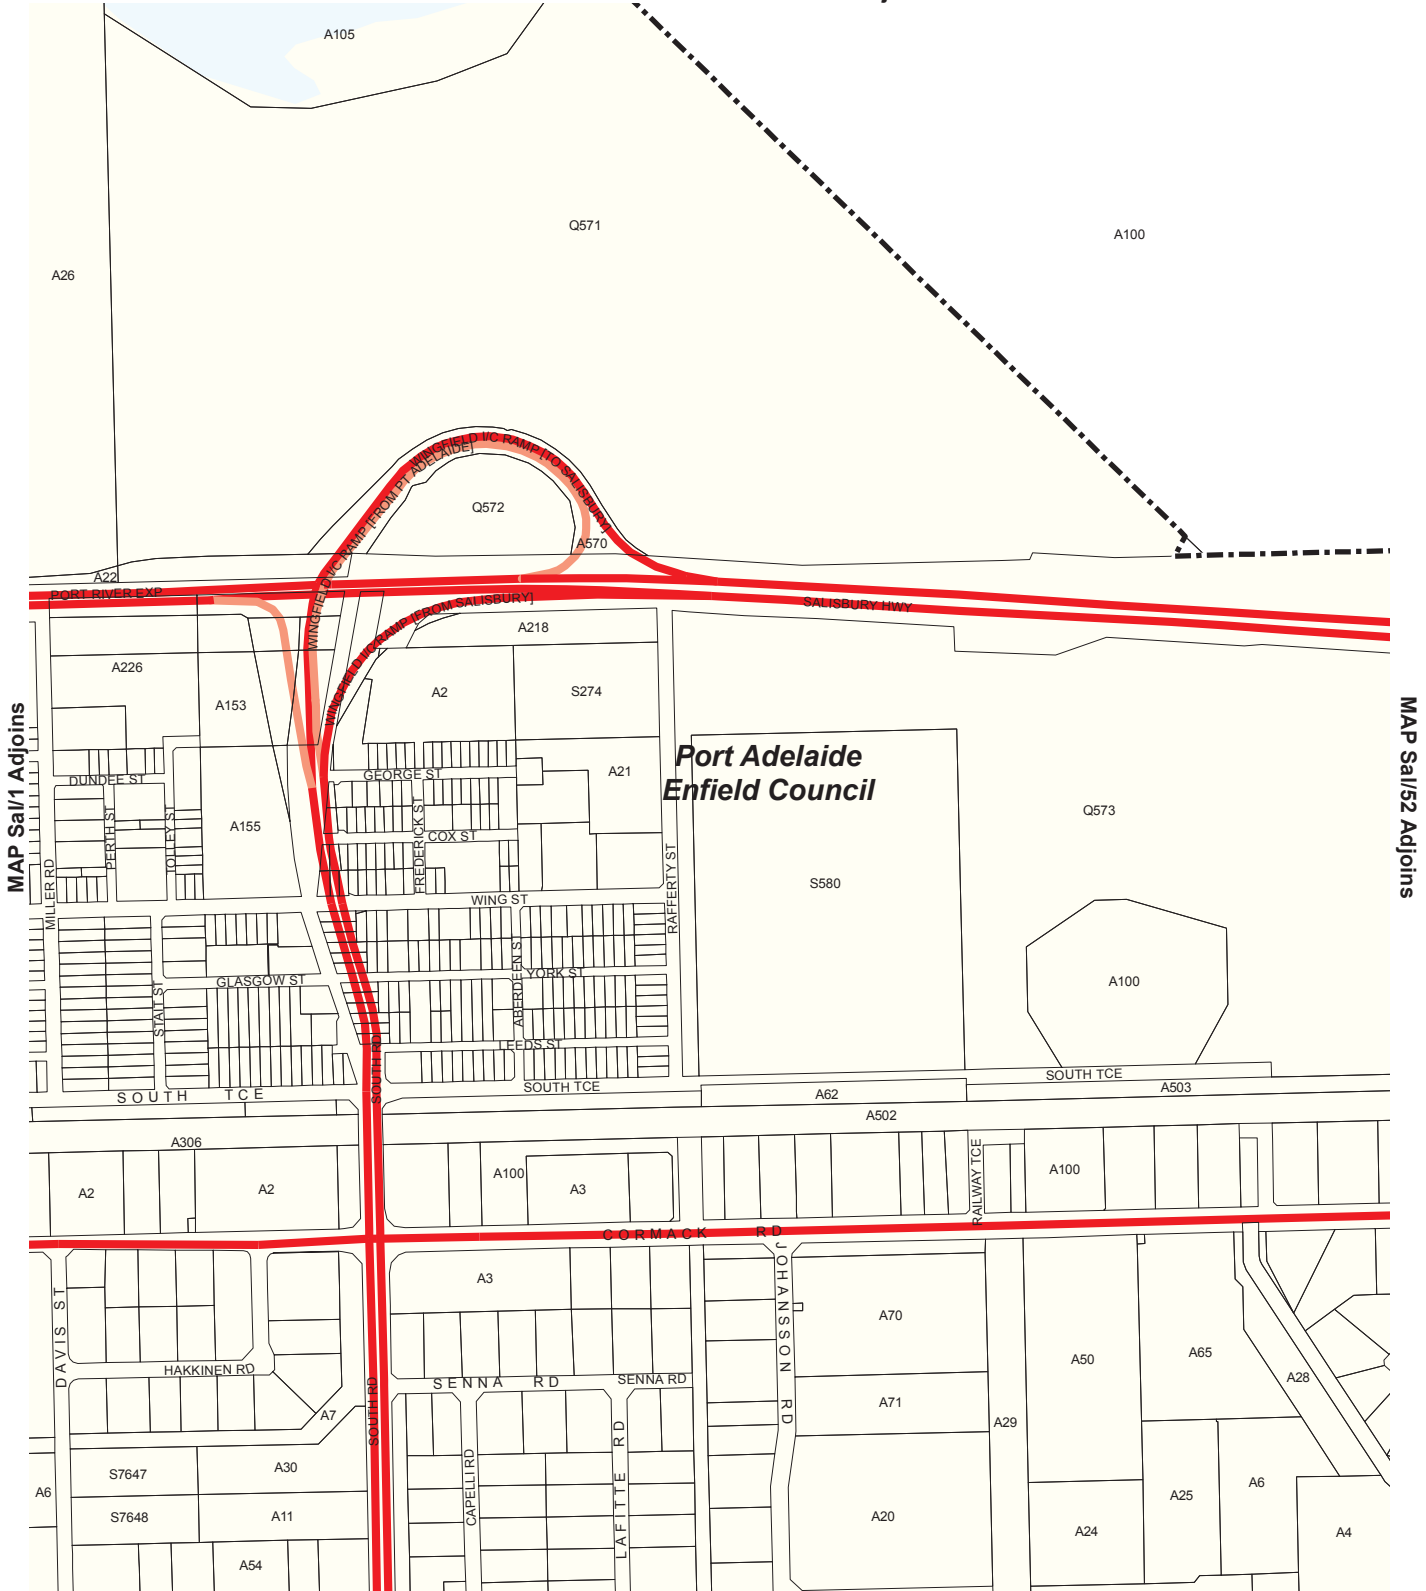 A105
Q571
A100
A26
WINGFIELD I/C RAMP [TO SALISBURY]
WINGFIELD I/C RAMP [FROM PT ADELAIDE]
Q572
A570
A22
PORT RIVER EXP
SALISBURY HWY
WINGFIELD I/C RAMP [FROM SALISBURY]
A218
A226
A2
S274
A153
MAP Sal/1 Adjoins
MAP Sal/52 Adjoins
Port Adelaide
Enfield Council
DUNDEE ST
GEORGE ST
A21
Q573
PERTH ST
TOLLEY ST
A155
FREDERICK ST
COX ST
MILLER RD
RAFFERTY ST
S580
WING ST
ABERDEEN ST
YORK ST
GLASGOW ST
STAIT ST
A100
LEEDS ST
SOUTH RD
SOUTH TCE
SOUTH TCE
SOUTH TCE
A62
A503
A502
A306
A2
A2
A100
A3
RAILWAY TCE
A100
CORMACK RD
JOHANSSON RD
A3
DAVIS ST
HAKKINEN RD
SENNA RD
SENNA RD
A70
A50
A65
A28
A71
A7
SOUTH RD
A29
LAFITTE RD
CAPELLI RD
S7647
A30
A6
S7648
A11
A20
A25
A6
A24
A4
A54